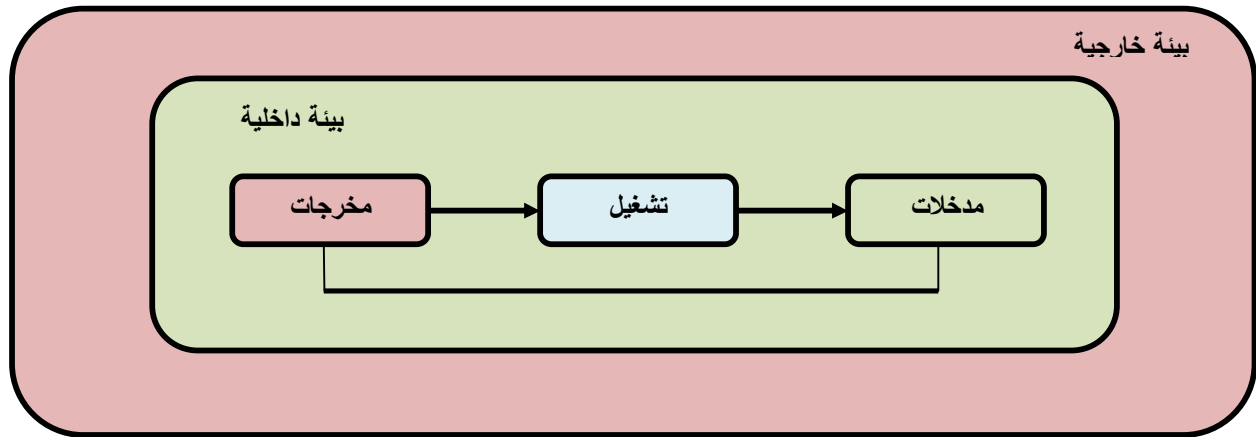 بيئة خارجية
بيئة داخلية
مدخلات
تشغيل
مخرجات